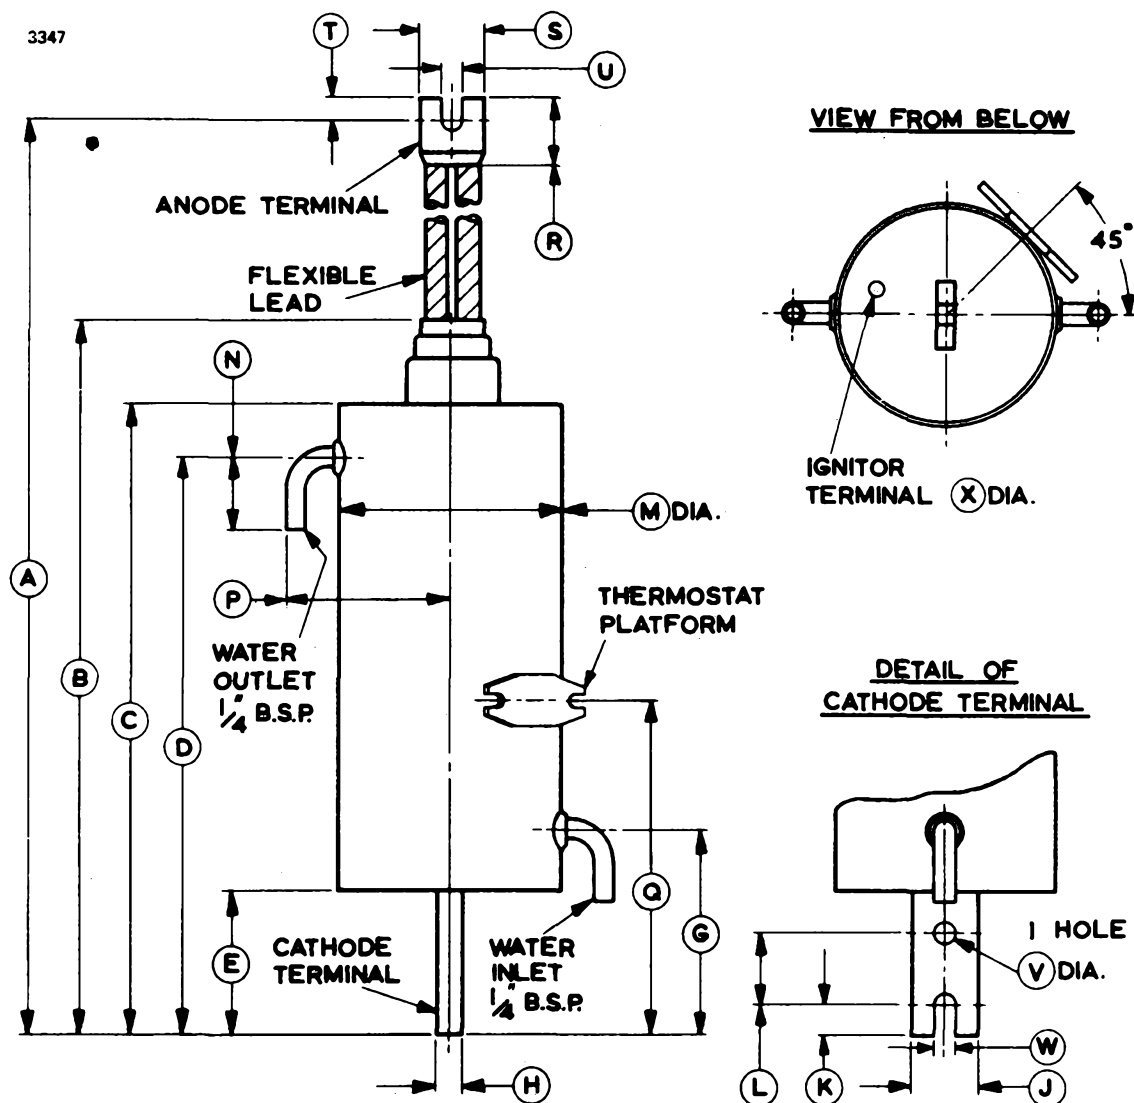 3347
T
S
U
VIEW FROM BELOW
ANODE TERMINAL
R
45°
FLEXIBLE
LEAD
N
IGNITOR
TERMINAL X DIA.
M DIA.
A
P
THERMOSTAT
PLATFORM
WATER
OUTLET
1/4" B.S.P.
B
C
D
DETAIL OF
CATHODE TERMINAL
Q
G
E
CATHODE
TERMINAL
WATER
INLET
1/4" B.S.P.
1 HOLE
V DIA.
W
H
L
K
J